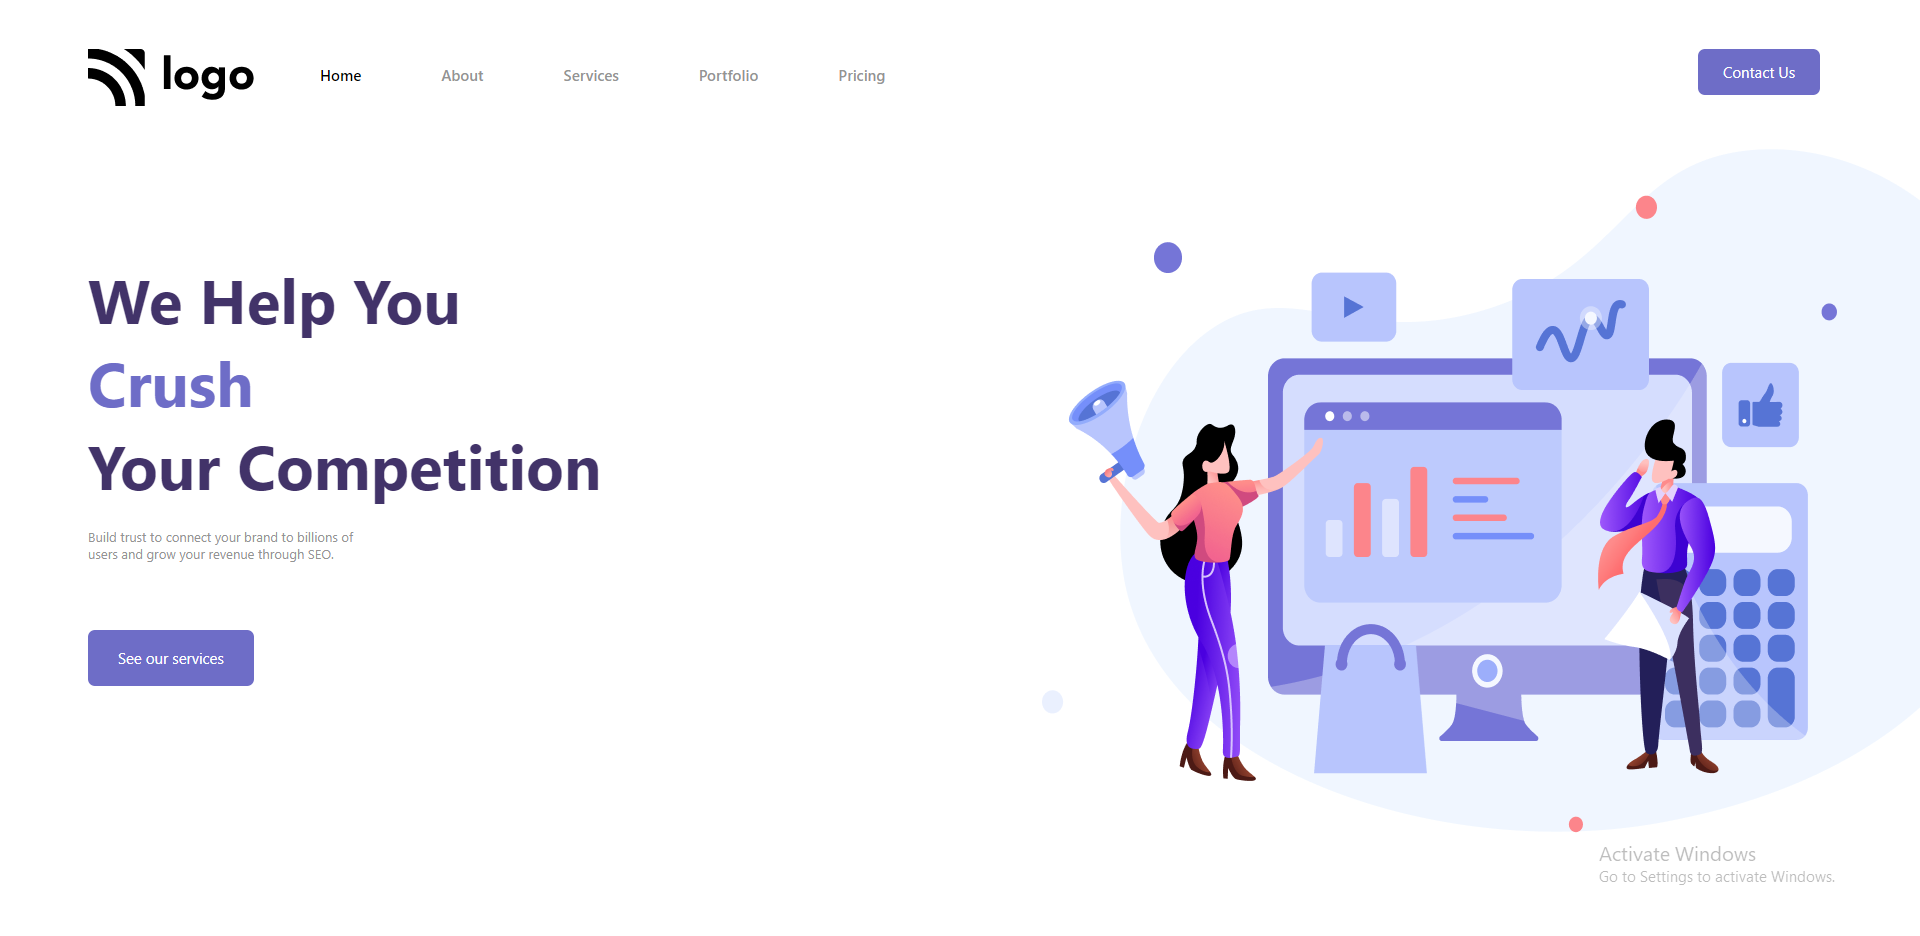 logo
Home
About
Services
Portfolio
Pricing
Contact Us
We Help You
Crush
Your Competition
Build trust to connect your brand to billions of
users and grow your revenue through SEO.
See our services
Activate Windows
Go to Settings to activate Windows.